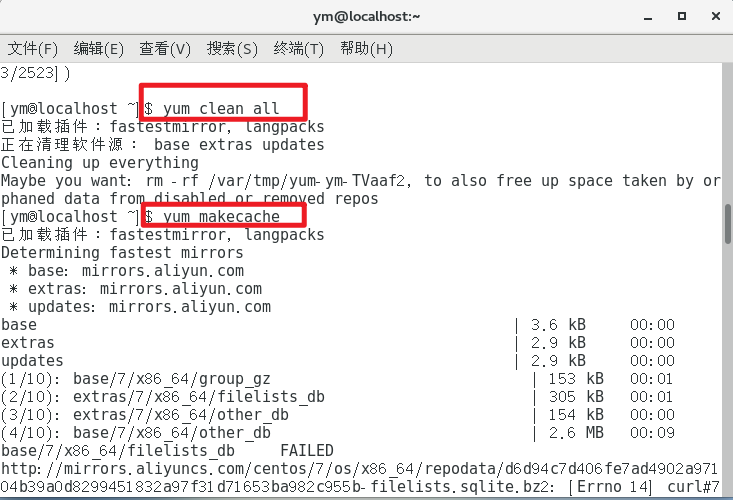 ym@localhost:~
文件(F) 编辑(E) 查看(V) 搜索(S) 终端(T) 帮助(H)
3/2523])
[ym@localhost ~]$ yum clean all
已加载插件：fastestmirror, langpacks
正在清理软件源： base extras updates
Cleaning up everything
Maybe you want: rm -rf /var/tmp/yum-ym-TVaaf2, to also free up space taken by or
phaned data from disabled or removed repos
[ym@localhost ~]$ yum makecache
已加载插件：fastestmirror, langpacks
Determining fastest mirrors
 * base: mirrors.aliyun.com
 * extras: mirrors.aliyun.com
 * updates: mirrors.aliyun.com
base | 3.6 kB 00:00
extras | 2.9 kB 00:00
updates | 2.9 kB 00:00
(1/10): base/7/x86_64/group_gz | 153 kB 00:01
(2/10): extras/7/x86_64/filelists_db | 305 kB 00:01
(3/10): extras/7/x86_64/other_db | 154 kB 00:00
(4/10): base/7/x86_64/other_db | 2.6 MB 00:09
base/7/x86_64/filelists_db FAILED
http://mirrors.aliyuncs.com/centos/7/os/x86_64/repodata/d6d94c7d406fe7ad4902a971
04b39a0d8299451832a97f31d71653ba982c955b-filelists.sqlite.bz2: [Errno 14] curl#7